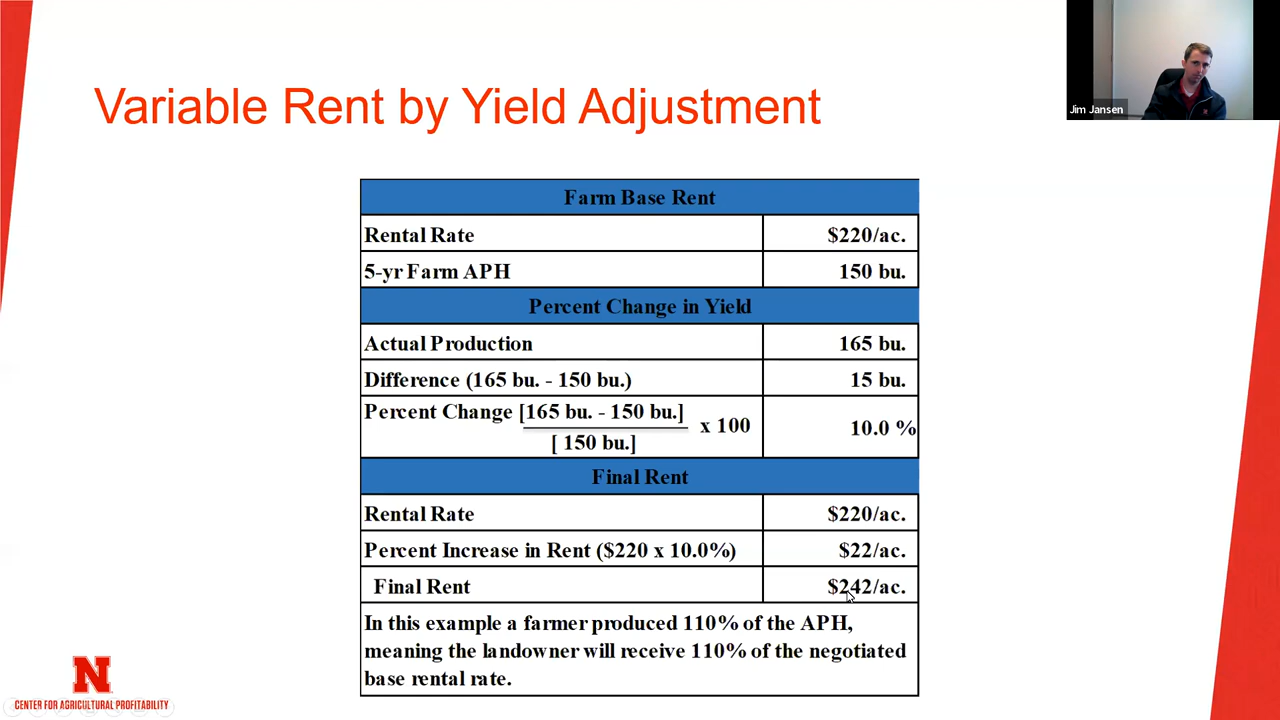 Jim Jansen
Variable Rent by Yield Adjustment
Farm Base Rent
Rental Rate $220/ac.
5-yr Farm APH 150 bu.
Percent Change in Yield
Actual Production 165 bu.
Difference (165 bu. - 150 bu.) 15 bu.
Percent Change [165 bu. - 150 bu.]
x 100 10.0 %
[ 150 bu.]
Final Rent
Rental Rate $220/ac.
Percent Increase in Rent ($220 x 10.0%) $22/ac.
Final Rent $242/ac.
In this example a farmer produced 110% of the APH,
meaning the landowner will receive 110% of the negotiated
base rental rate.
N
CENTER FOR AGRICULTURAL PROFITABILITY